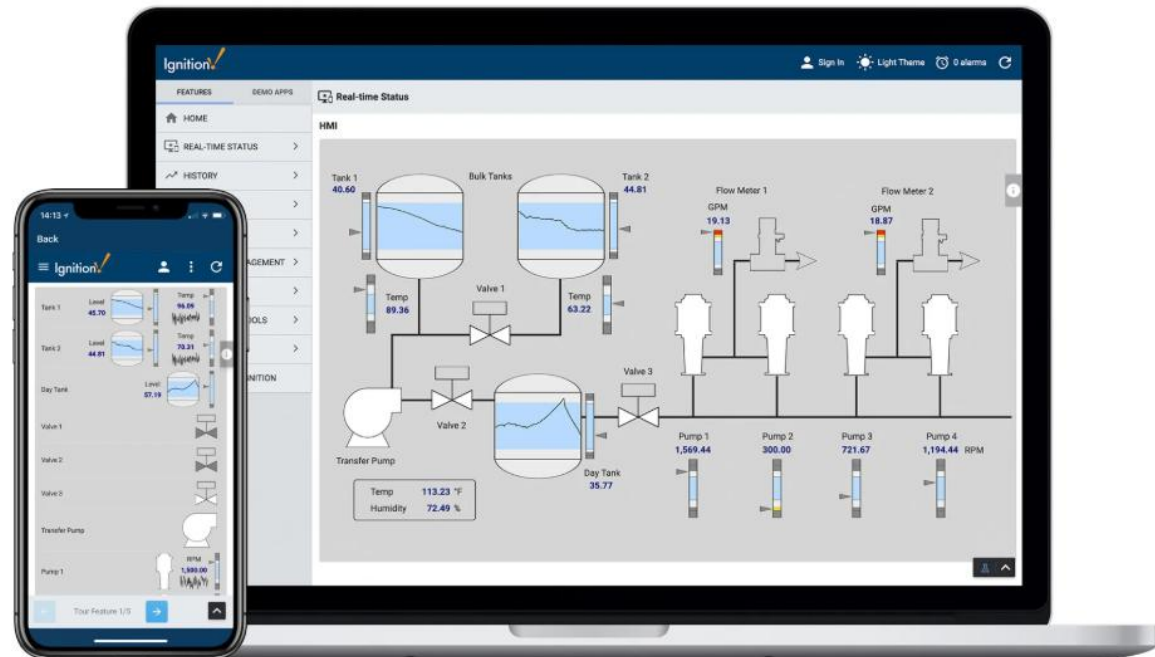 Ignition!
Sign In
Light Theme
0 alarms
FEATURES
DEMO APPS
Real-time Status
HOME
HMI
REAL-TIME STATUS
HISTORY
AGEMENT
OOLS
NITION
Tank 1
40.60
Bulk Tanks
Tank 2
44.81
Flow Meter 1
GPM
19.13
Flow Meter 2
GPM
18.87
Temp
89.36
Valve 1
Temp
63.22
Valve 2
Valve 3
Transfer Pump
Day Tank
35.77
Temp 113.23 °F
Humidity 72.49 %
Pump 1
1,569.44
Pump 2
300.00
Pump 3
721.67
Pump 4
1,194.44 RPM
14:13
Back
Ignition!
Tank 1
Level
45.70
Temp
96.89
Tank 2
Level
44.81
Temp
70.31
Day Tank
Level
57.19
Valve 1
Valve 2
Valve 3
Transfer Pump
Pump 1
RPM
1,500.00
Tour Feature 1/5